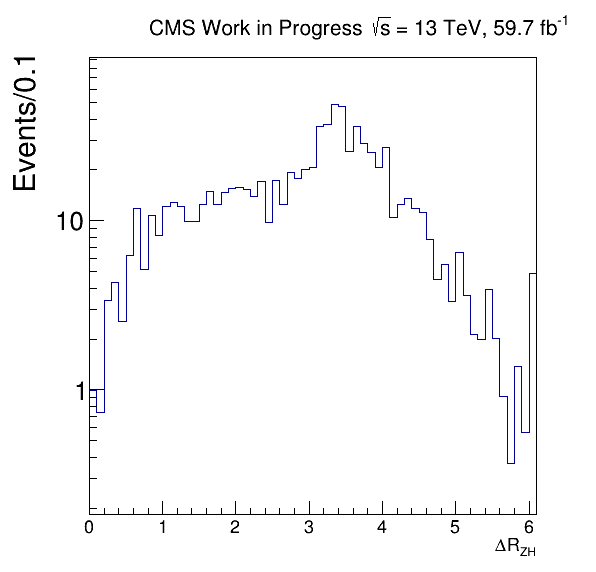 CMS Work in Progress √s = 13 TeV, 59.7 fb⁻¹
Events/0.1
10
1
0 1 2 3 4 5 6
ΔR_ZH